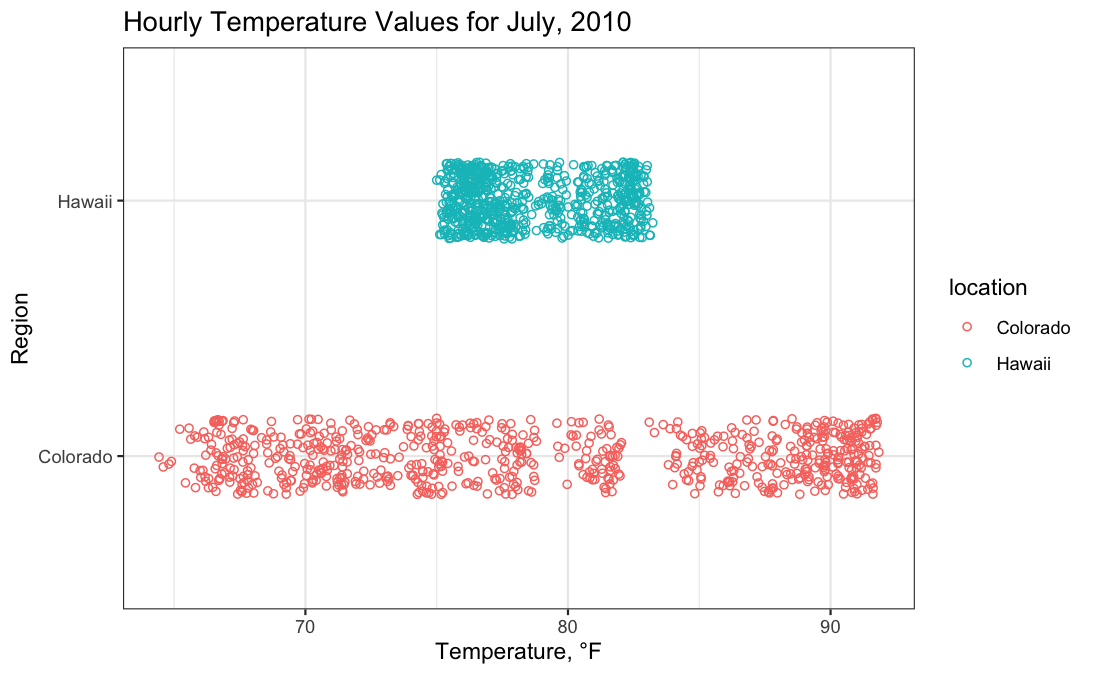 Hourly Temperature Values for July, 2010
Hawaii
Colorado
Region
70 80 90
Temperature, °F
location
Colorado
Hawaii